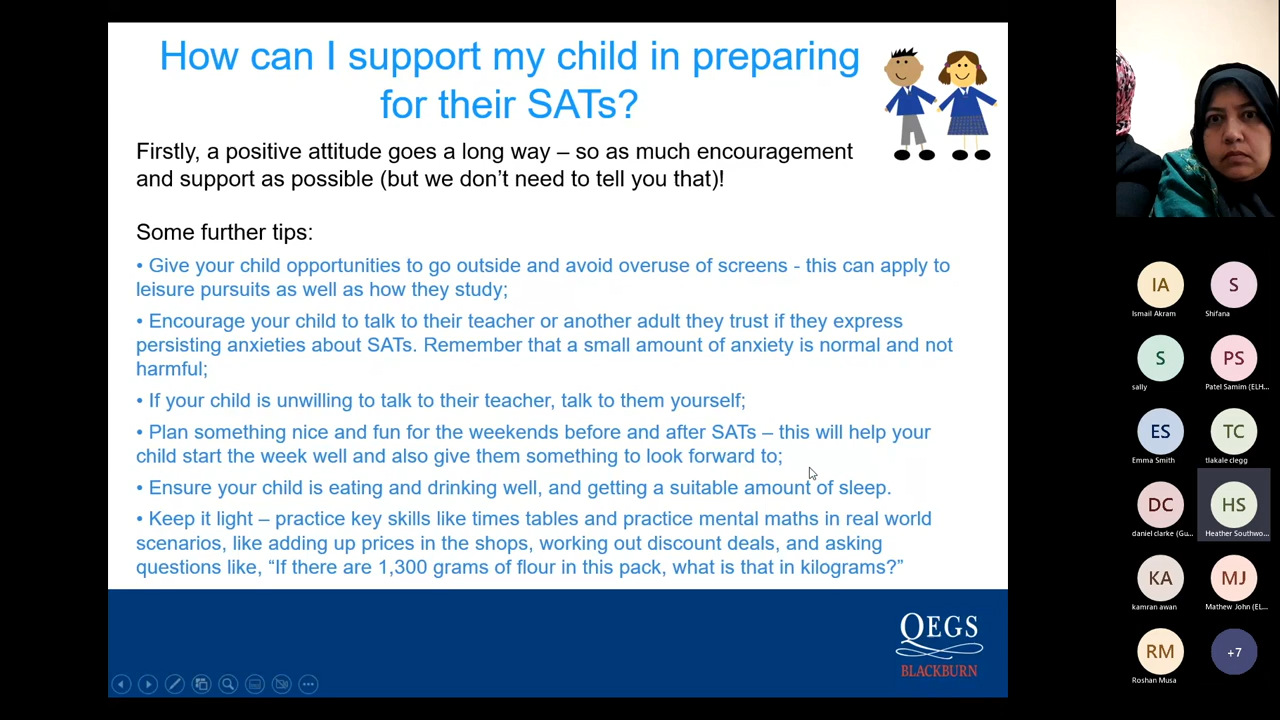 How can I support my child in preparing
for their SATs?
Firstly, a positive attitude goes a long way – so as much encouragement
and support as possible (but we don’t need to tell you that)!
Some further tips:
• Give your child opportunities to go outside and avoid overuse of screens - this can apply to
leisure pursuits as well as how they study;
• Encourage your child to talk to their teacher or another adult they trust if they express
persisting anxieties about SATs. Remember that a small amount of anxiety is normal and not
harmful;
• If your child is unwilling to talk to their teacher, talk to them yourself;
• Plan something nice and fun for the weekends before and after SATs – this will help your
child start the week well and also give them something to look forward to;
• Ensure your child is eating and drinking well, and getting a suitable amount of sleep.
• Keep it light – practice key skills like times tables and practice mental maths in real world
scenarios, like adding up prices in the shops, working out discount deals, and asking
questions like, “If there are 1,300 grams of flour in this pack, what is that in kilograms?”
QEGS
BLACKBURN
IA
Ismail Akram
S
Shifana
S
sally
PS
Patel Samim (ELH...
ES
Emma Smith
TC
tlakale clegg
DC
daniel clarke (Gu...
HS
Heather Southwo...
KA
kamran awan
MJ
Mathew John (EL...
RM
Roshan Musa
+7